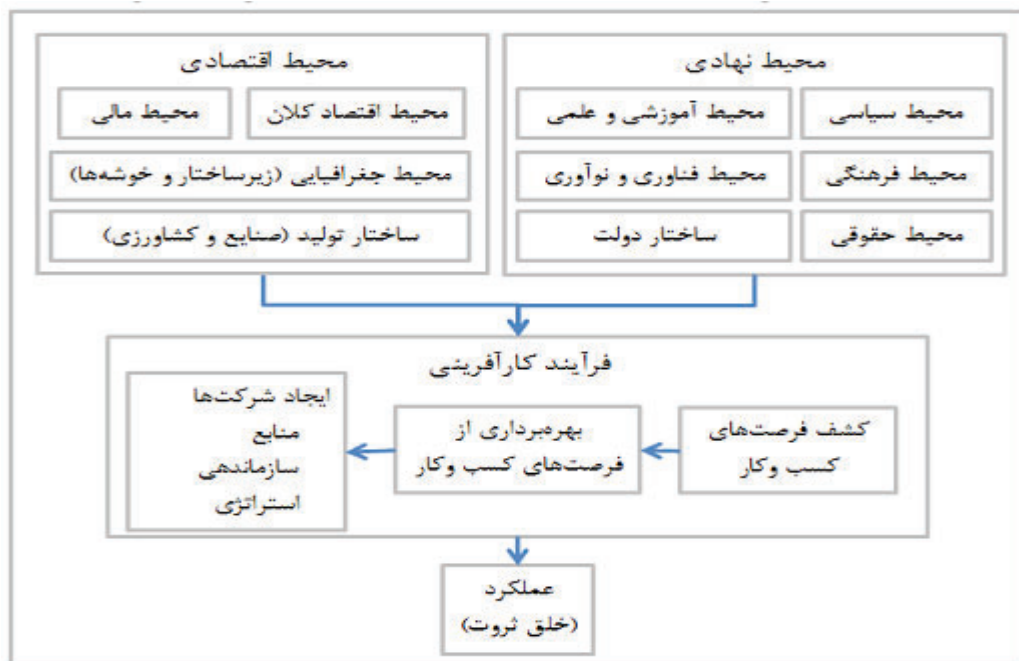 محیط نهادی
محیط سیاسی
محیط آموزشی و علمی
محیط فرهنگی
محیط فناوری و نوآوری
محیط حقوقی
ساختار دولت
محیط اقتصادی
محیط اقتصاد کلان
محیط مالی
محیط جغرافیایی (زیرساختار و خوشه‌ها)
ساختار تولید (صنایع و کشاورزی)
فرآیند کارآفرینی
کشف فرصت‌های
کسب وکار
بهره‌برداری از
فرصت‌های کسب وکار
ایجاد شرکت‌ها
منابع
سازماندهی
استراتژی
عملکرد
(خلق ثروت)